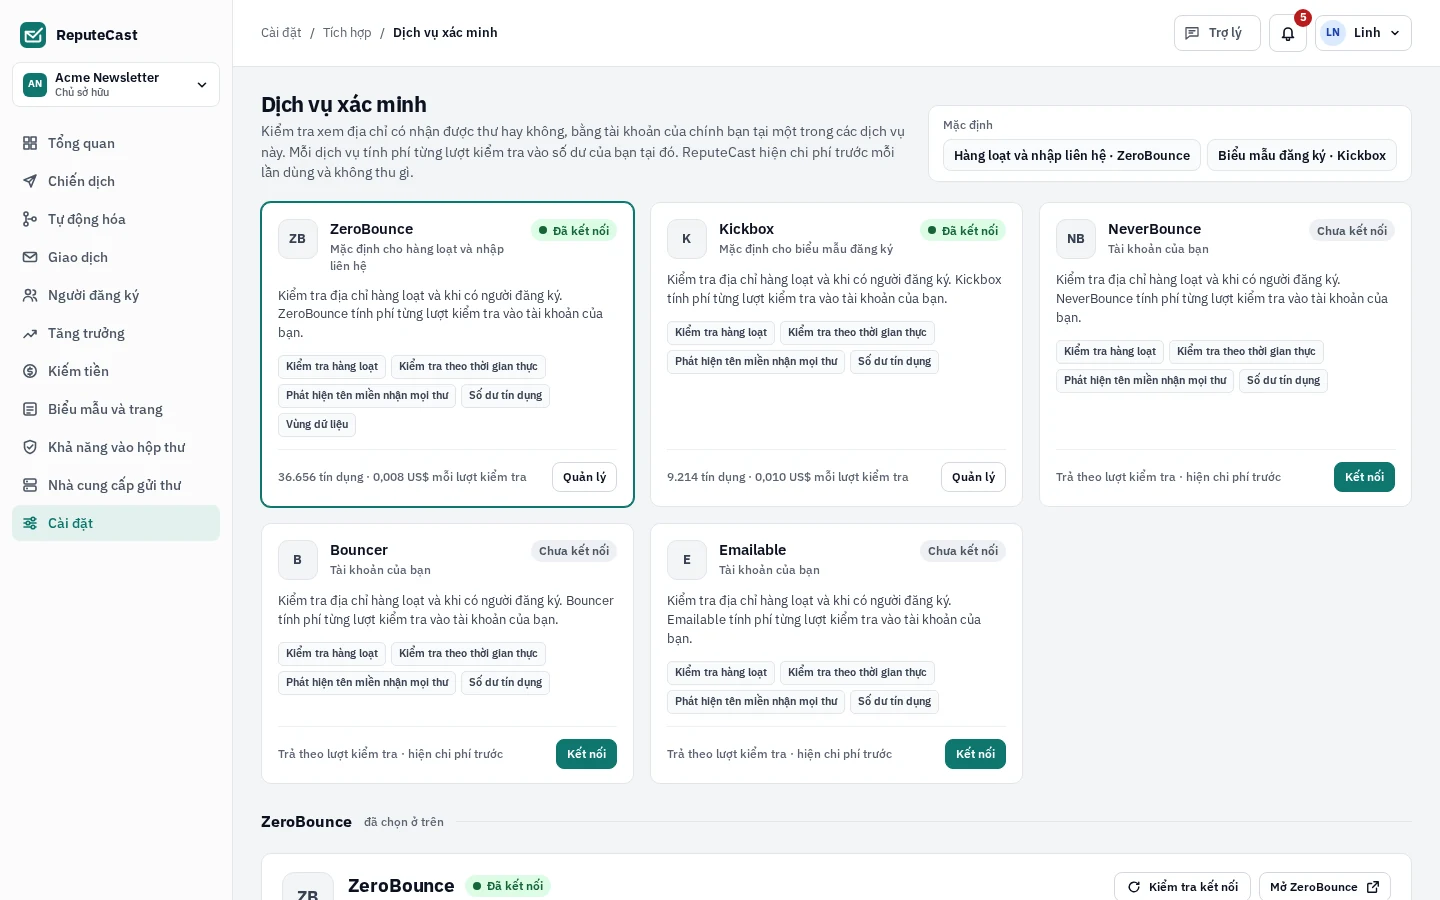 ReputeCast
AN
Acme Newsletter
Chủ sở hữu
Tổng quan
Chiến dịch
Tự động hóa
Giao dịch
Người đăng ký
Tăng trưởng
Kiếm tiền
Biểu mẫu và trang
Khả năng vào hộp thư
Nhà cung cấp gửi thư
Cài đặt
Cài đặt / Tích hợp / Dịch vụ xác minh
Trợ lý
5
LN
Linh
Dịch vụ xác minh
Kiểm tra xem địa chỉ có nhận được thư hay không, bằng tài khoản của chính bạn tại một trong các dịch vụ
này. Mỗi dịch vụ tính phí từng lượt kiểm tra vào số dư của bạn tại đó. ReputeCast hiện chi phí trước mỗi
lần dùng và không thu gì.
Mặc định
Hàng loạt và nhập liên hệ · ZeroBounce
Biểu mẫu đăng ký · Kickbox
ZB
ZeroBounce
Đã kết nối
Mặc định cho hàng loạt và nhập
liên hệ
Kiểm tra địa chỉ hàng loạt và khi có người đăng ký.
ZeroBounce tính phí từng lượt kiểm tra vào tài khoản của
bạn.
Kiểm tra hàng loạt
Kiểm tra theo thời gian thực
Phát hiện tên miền nhận mọi thư
Số dư tín dụng
Vùng dữ liệu
36.656 tín dụng · 0,008 US$ mỗi lượt kiểm tra
Quản lý
K
Kickbox
Đã kết nối
Mặc định cho biểu mẫu đăng ký
Kiểm tra địa chỉ hàng loạt và khi có người đăng ký. Kickbox
tính phí từng lượt kiểm tra vào tài khoản của bạn.
Kiểm tra hàng loạt
Kiểm tra theo thời gian thực
Phát hiện tên miền nhận mọi thư
Số dư tín dụng
9.214 tín dụng · 0,010 US$ mỗi lượt kiểm tra
Quản lý
NB
NeverBounce
Chưa kết nối
Tài khoản của bạn
Kiểm tra địa chỉ hàng loạt và khi có người đăng ký.
NeverBounce tính phí từng lượt kiểm tra vào tài khoản của
bạn.
Kiểm tra hàng loạt
Kiểm tra theo thời gian thực
Phát hiện tên miền nhận mọi thư
Số dư tín dụng
Trả theo lượt kiểm tra · hiện chi phí trước
Kết nối
B
Bouncer
Chưa kết nối
Tài khoản của bạn
Kiểm tra địa chỉ hàng loạt và khi có người đăng ký. Bouncer
tính phí từng lượt kiểm tra vào tài khoản của bạn.
Kiểm tra hàng loạt
Kiểm tra theo thời gian thực
Phát hiện tên miền nhận mọi thư
Số dư tín dụng
Trả theo lượt kiểm tra · hiện chi phí trước
Kết nối
E
Emailable
Chưa kết nối
Tài khoản của bạn
Kiểm tra địa chỉ hàng loạt và khi có người đăng ký.
Emailable tính phí từng lượt kiểm tra vào tài khoản của
bạn.
Kiểm tra hàng loạt
Kiểm tra theo thời gian thực
Phát hiện tên miền nhận mọi thư
Số dư tín dụng
Trả theo lượt kiểm tra · hiện chi phí trước
Kết nối
ZeroBounce
đã chọn ở trên
ZB
ZeroBounce
Đã kết nối
Kiểm tra kết nối
Mở ZeroBounce